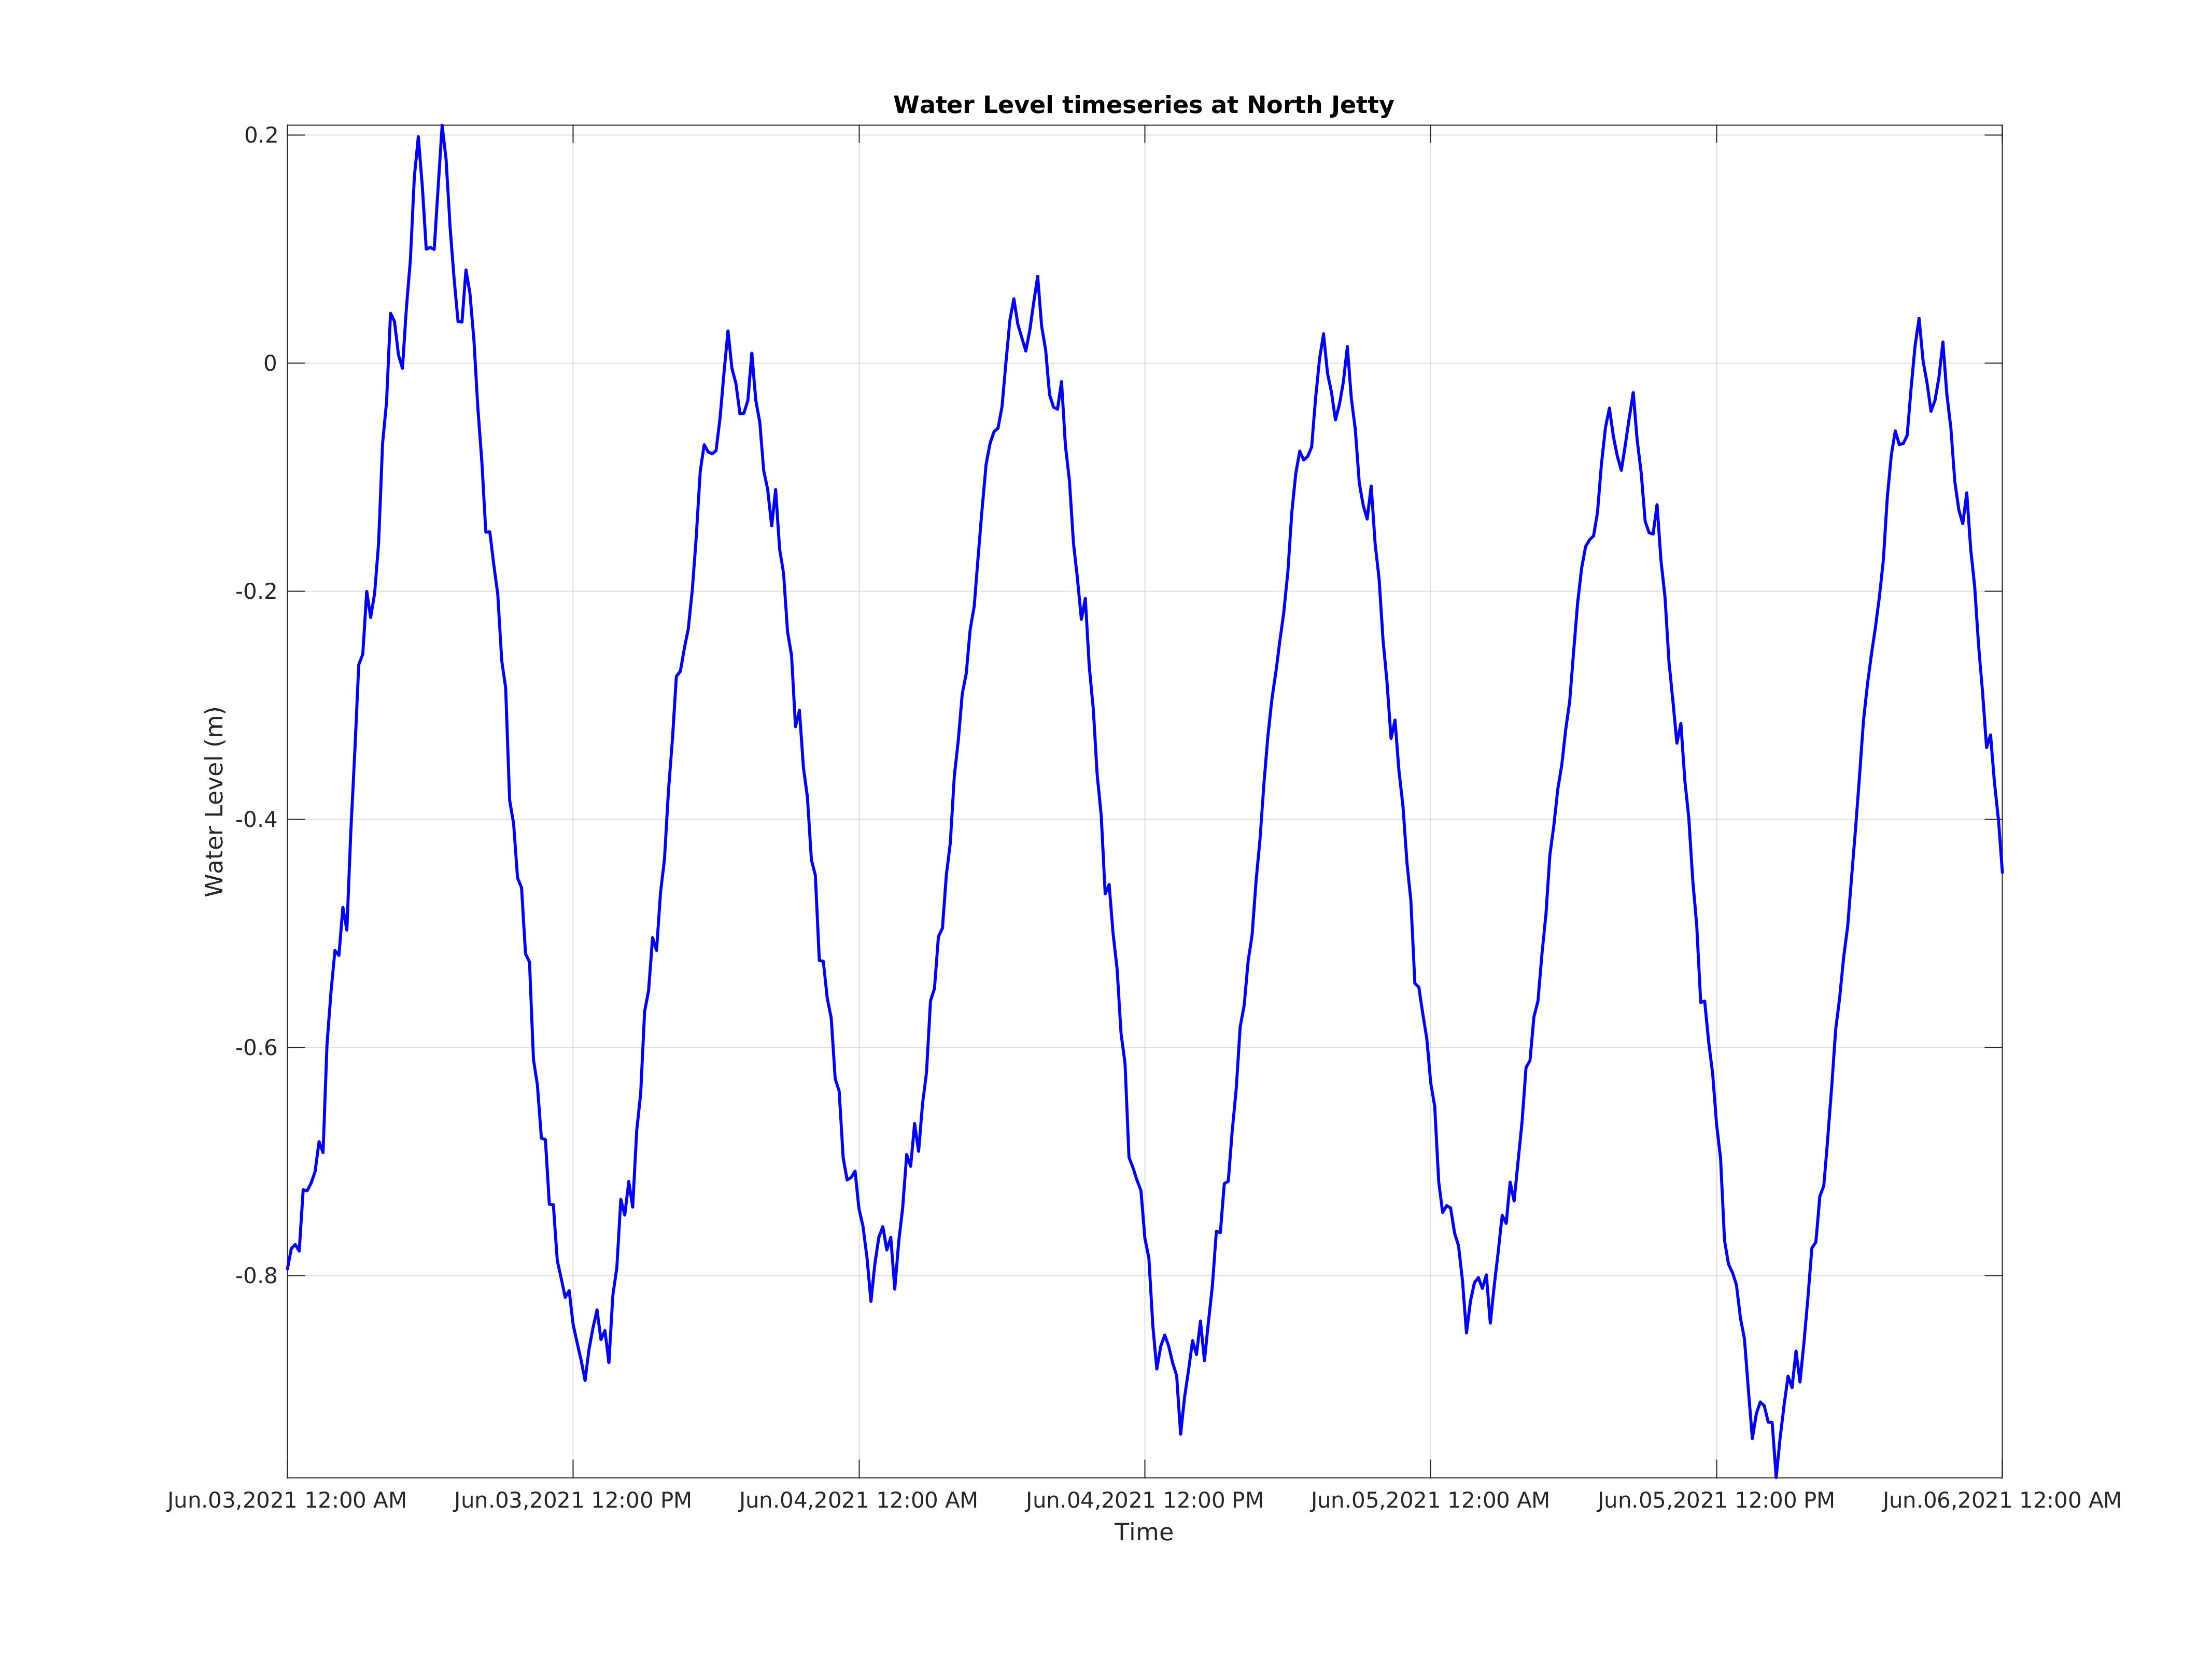 Water Level timeseries at North Jetty
0.2
0
-0.2
-0.4
-0.6
-0.8
Water Level (m)
Jun.03,2021 12:00 AM
Jun.03,2021 12:00 PM
Jun.04,2021 12:00 AM
Jun.04,2021 12:00 PM
Jun.05,2021 12:00 AM
Jun.05,2021 12:00 PM
Jun.06,2021 12:00 AM
Time